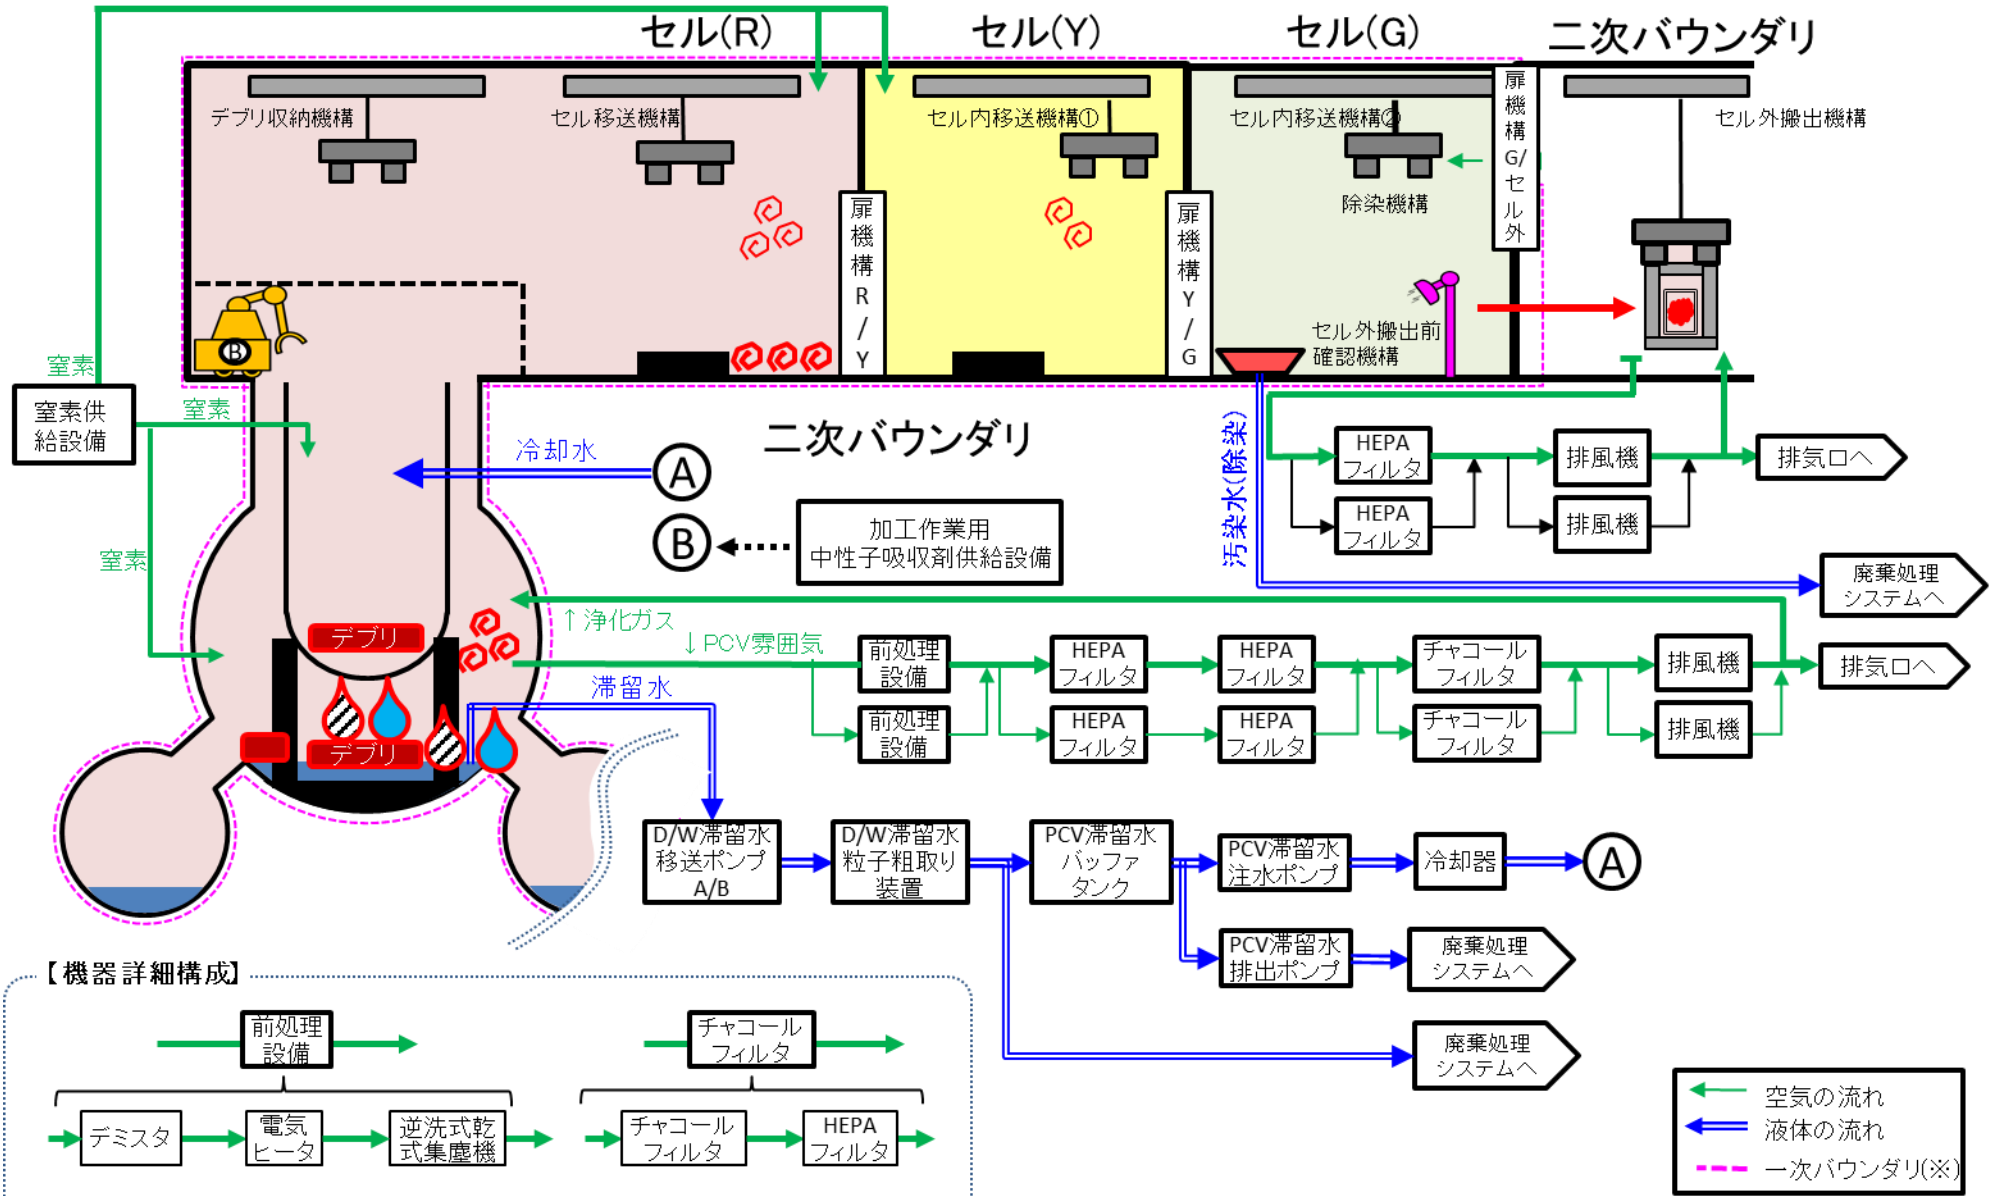 セル(R)
セル(Y)
セル(G)
二次バウンダリ
デブリ収納機構
セル移送機構
セル内移送機構①
セル内移送機構②
扉機構G/セル外
セル外搬出機構
除染機構
扉機構R/Y
扉機構Y/G
セル外搬出前
確認機構
B
窒素
窒素供
給設備
窒素
窒素
冷却水
A
二次バウンダリ
B
加工作業用
中性子吸収剤供給設備
汚染水(除染)
HEPA
フィルタ
排風機
排気口へ
HEPA
フィルタ
排風機
廃棄処理
システムへ
↑浄化ガス
↓PCV雰囲気
デブリ
デブリ
滞留水
前処理
設備
HEPA
フィルタ
HEPA
フィルタ
チャコール
フィルタ
排風機
排気口へ
前処理
設備
HEPA
フィルタ
HEPA
フィルタ
チャコール
フィルタ
排風機
D/W滞留水
移送ポンプ
A/B
D/W滞留水
粒子粗取り
装置
PCV滞留水
バッファ
タンク
PCV滞留水
注水ポンプ
冷却器
A
PCV滞留水
排出ポンプ
廃棄処理
システムへ
廃棄処理
システムへ
【機器詳細構成】
前処理
設備
チャコール
フィルタ
デミスタ
電気
ヒータ
逆洗式乾
式集塵機
チャコール
フィルタ
HEPA
フィルタ
空気の流れ
液体の流れ
一次バウンダリ(※)